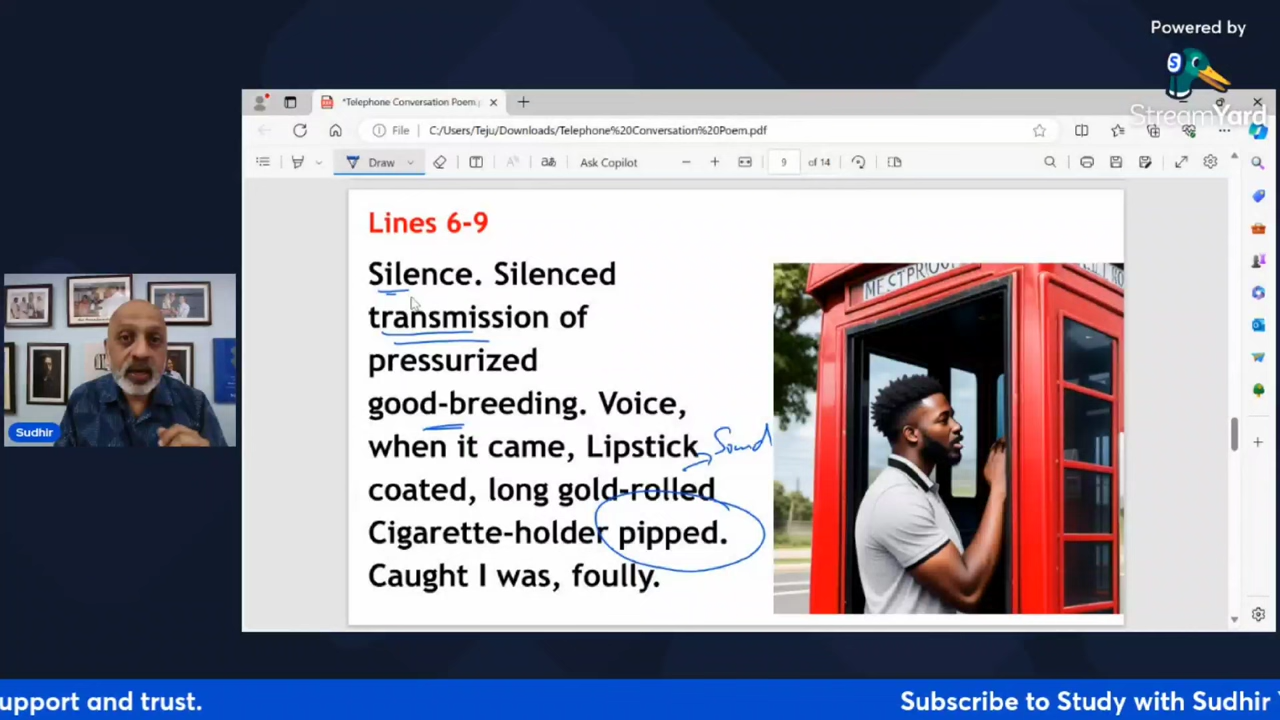 Powered by
StreamYard
*Telephone Conversation Poem.p
File
C:/Users/Teju/Downloads/Telephone%20Conversation%20Poem.pdf
Draw
Ask Copilot
9
of 14
Lines 6-9
Silence. Silenced
transmission of
pressurized
good-breeding. Voice,
when it came, Lipstick
Sound
coated, long gold-rolled
Cigarette-holder pipped.
Caught I was, foully.
Sudhir
upport and trust.
Subscribe to Study with Sudhir